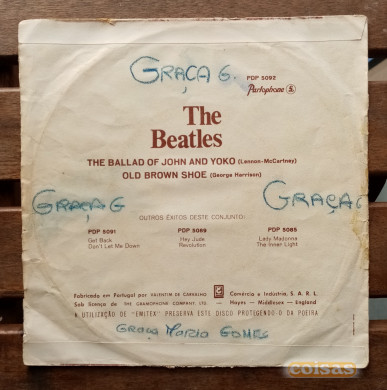 GRAÇA G.
PDP 5092
Parlophone
The
Beatles
THE BALLAD OF JOHN AND YOKO (Lennon-McCartney)
OLD BROWN SHOE (George Harrison)
GRAÇA G
GRAÇA G
OUTROS ÊXITOS DESTE CONJUNTO:
PDP 5091 PDP 5089 PDP 5085
Get Back Hey Jude Lady Madonna
Don't Let Me Down Revolution The Inner Light
Fabricado em Portugal por VALENTIM DE CARVALHO Comércio e Indústria, S. A. R. L.
Sob licença de THE GRAMOPHONE COMPANY, LTD. Hayes - Middlesex - England
A UTILIZAÇÃO DE "EMITEX" PRESERVA ESTE DISCO PROTEGENDO-O DA POEIRA
GRAÇA MARIA GOMES
coisas